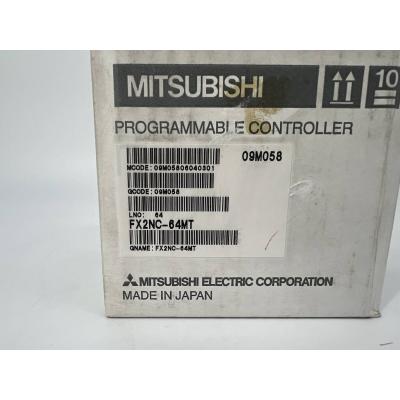 MITSUBISHI
10
PROGRAMMABLE CONTROLLER
09M058
MCODE: 09M05806040301
GCODE: 09M058
LNO: 64
FX2NC-64MT
GNAME: FX2NC-64MT
MITSUBISHI ELECTRIC CORPORATION
MADE IN JAPAN